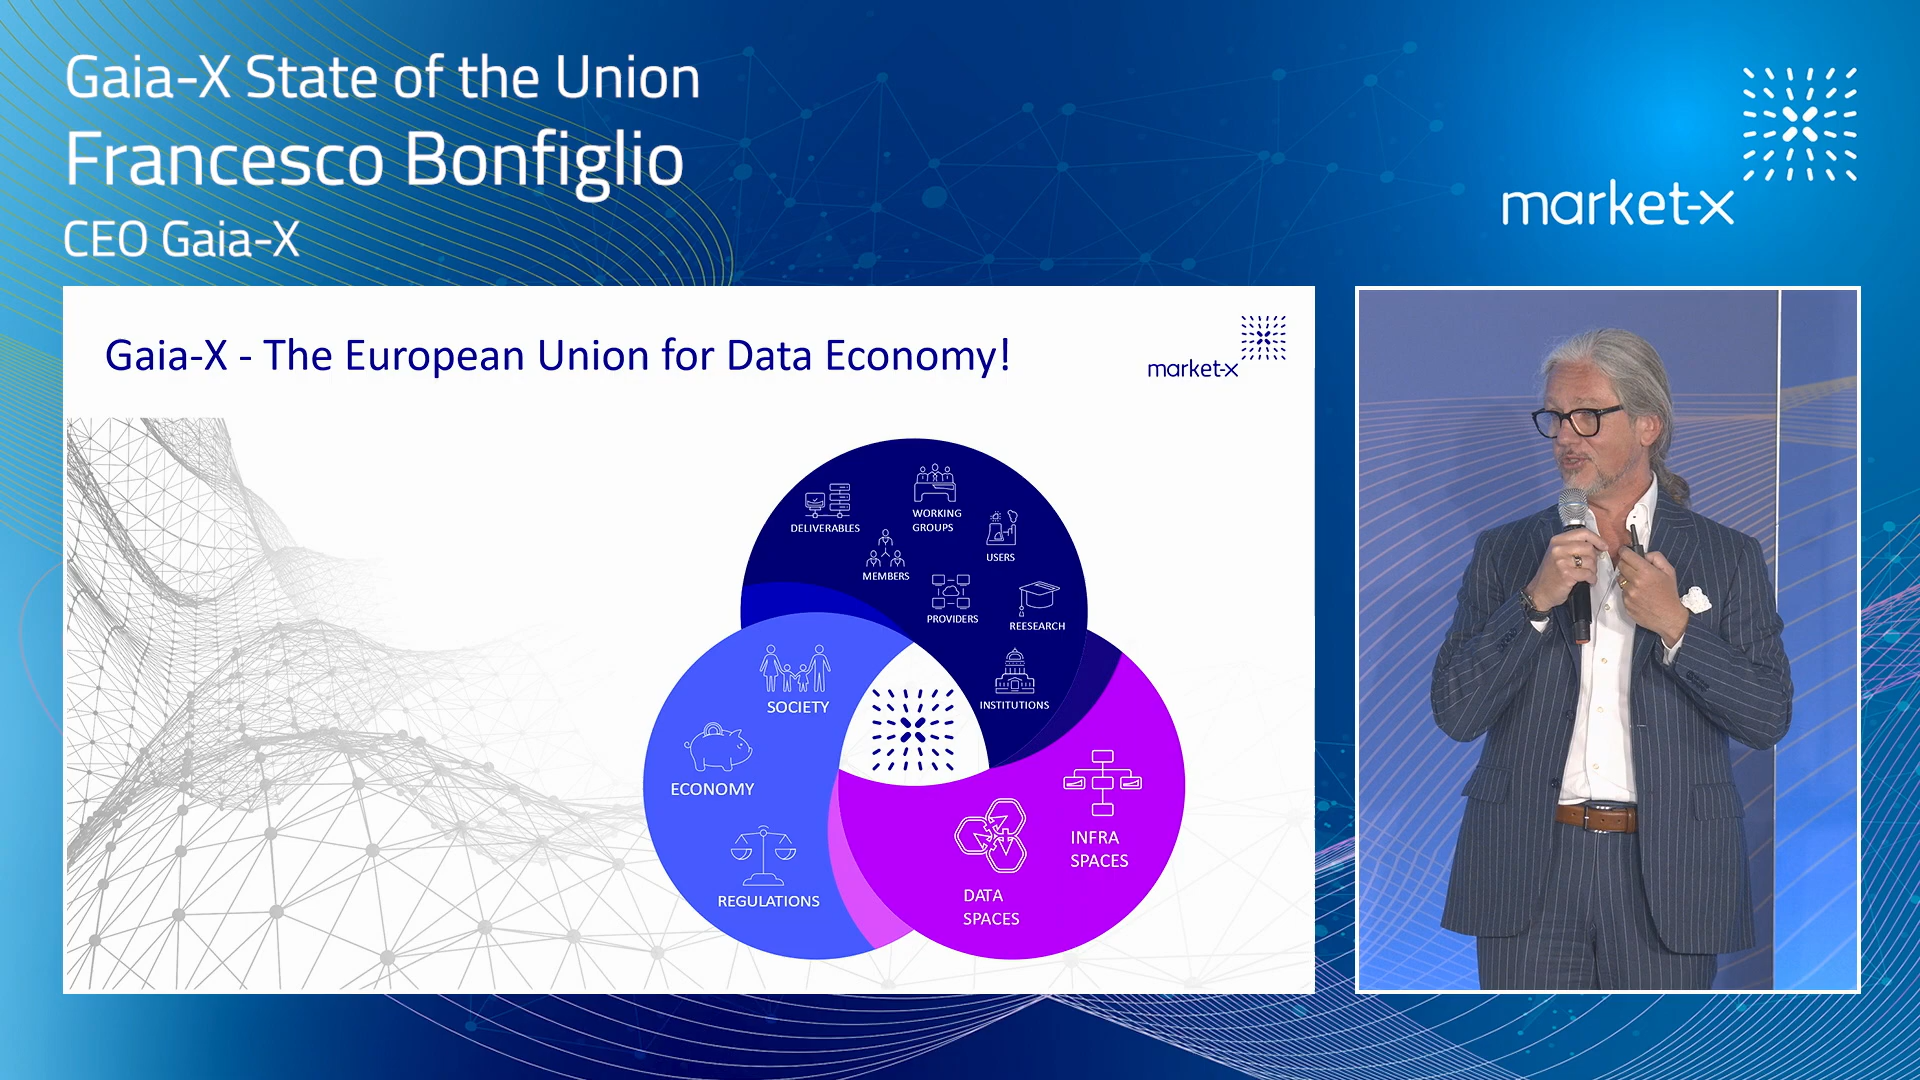 Gaia-X State of the Union
Francesco Bonfiglio
CEO Gaia-X
market-x
Gaia-X - The European Union for Data Economy!
market-x
DELIVERABLES
WORKING
GROUPS
USERS
MEMBERS
PROVIDERS
REESEARCH
INSTITUTIONS
SOCIETY
ECONOMY
REGULATIONS
INFRA
SPACES
DATA
SPACES